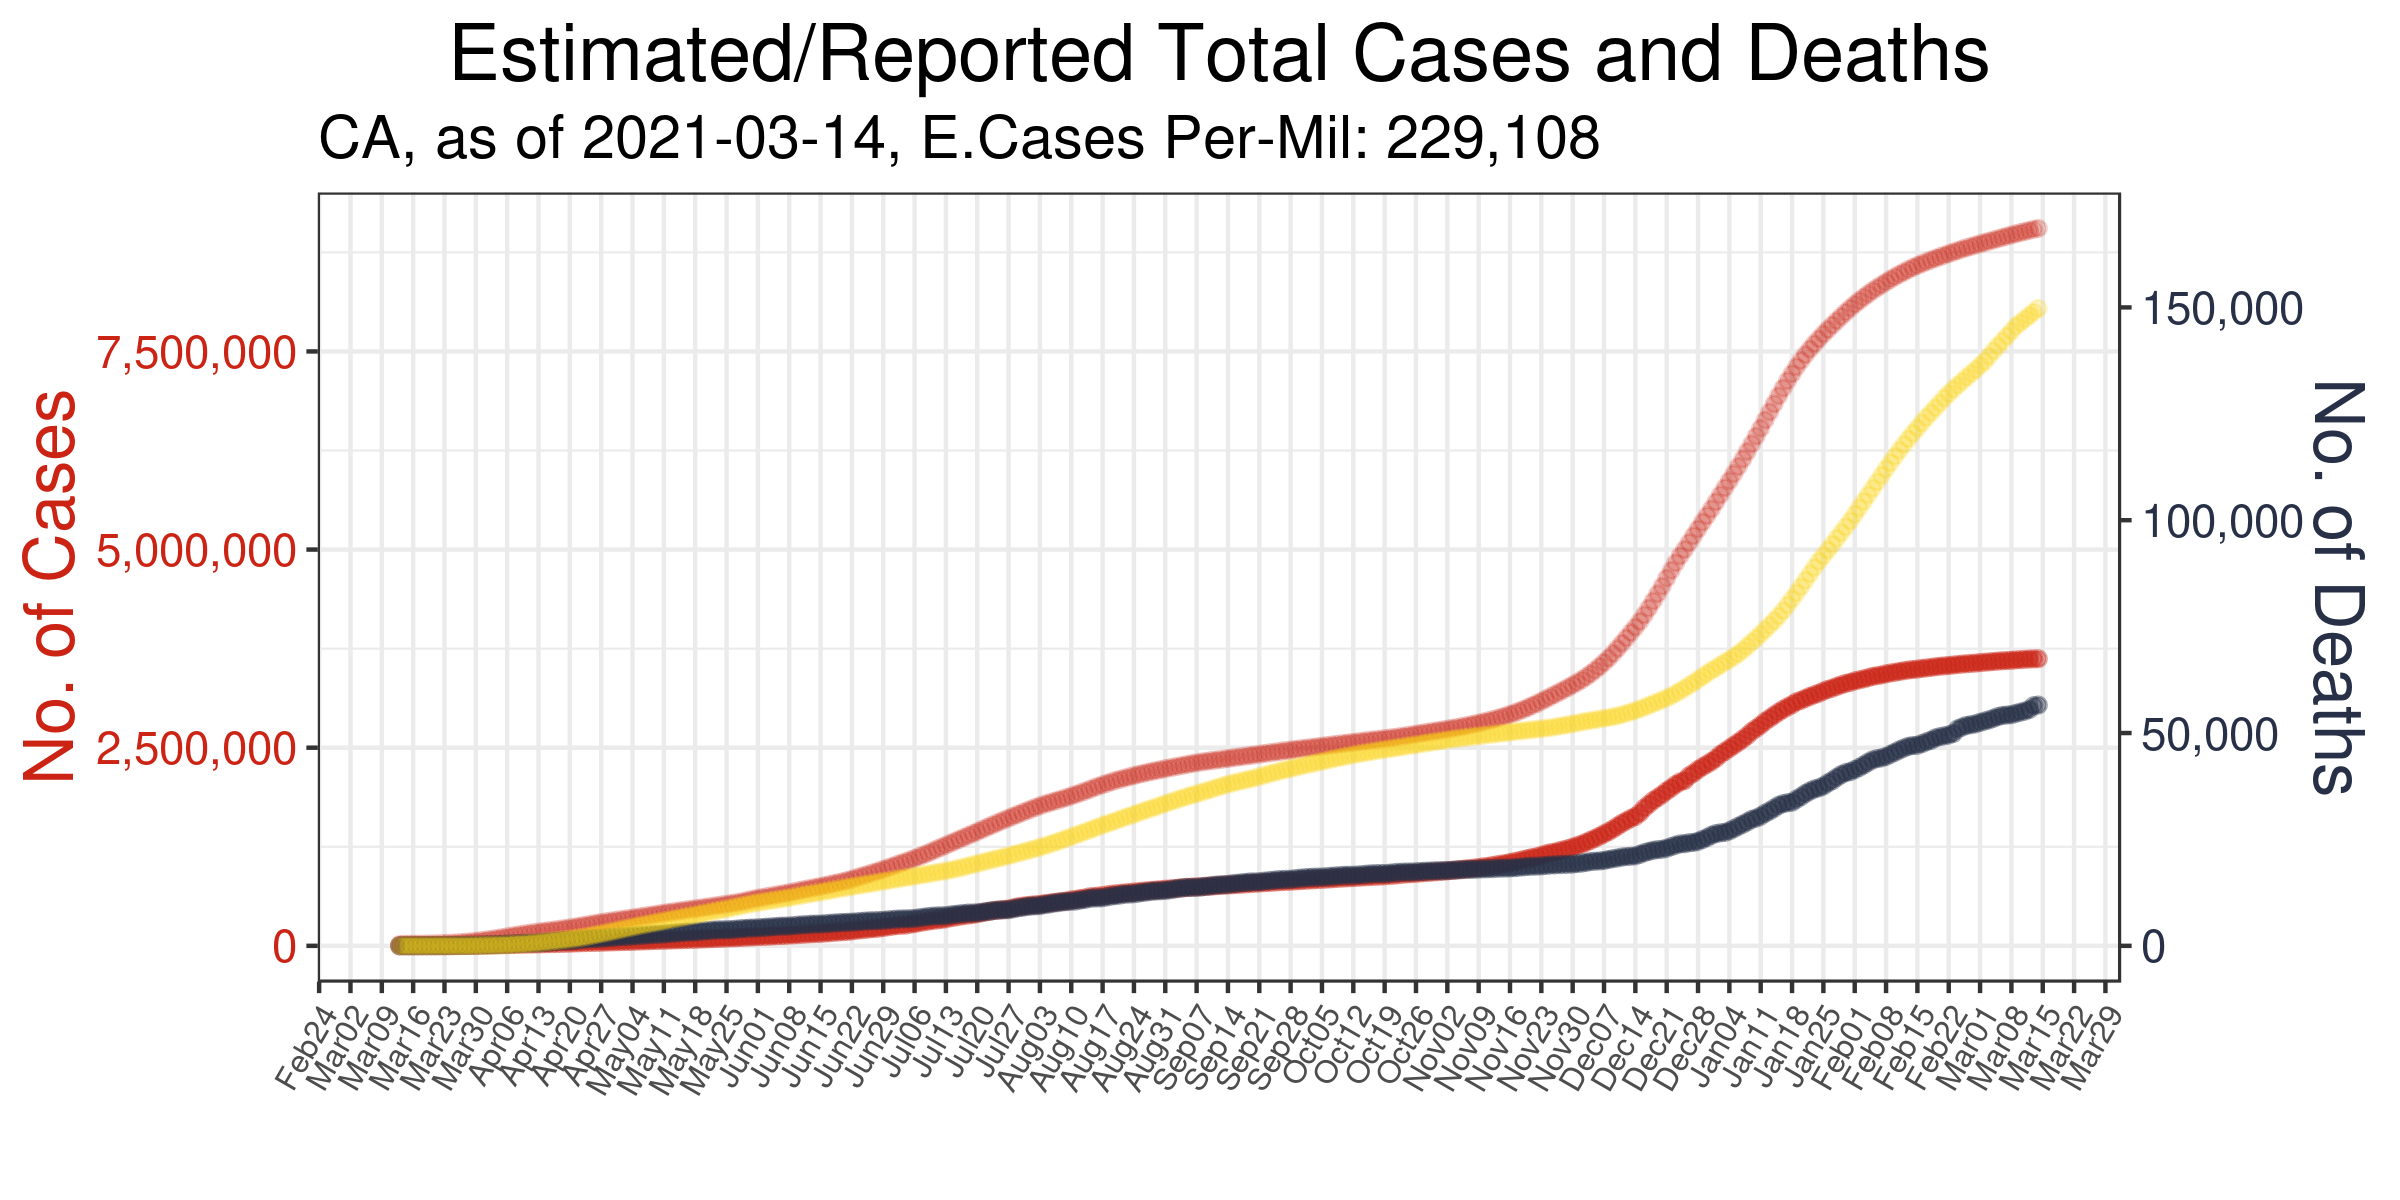 Estimated/Reported Total Cases and Deaths
CA, as of 2021-03-14, E.Cases Per-Mil: 229,108
No. of Cases
7,500,000
5,000,000
2,500,000
0
150,000
100,000
50,000
0
No. of Deaths
Feb24
Mar02
Mar09
Mar16
Mar23
Mar30
Apr06
Apr13
Apr20
Apr27
May04
May11
May18
May25
Jun01
Jun08
Jun15
Jun22
Jun29
Jul06
Jul13
Jul20
Jul27
Aug03
Aug10
Aug17
Aug24
Aug31
Sep07
Sep14
Sep21
Sep28
Oct05
Oct12
Oct19
Oct26
Nov02
Nov09
Nov16
Nov23
Nov30
Dec07
Dec14
Dec21
Dec28
Jan04
Jan11
Jan18
Jan25
Feb01
Feb08
Feb15
Feb22
Mar01
Mar08
Mar15
Mar22
Mar29